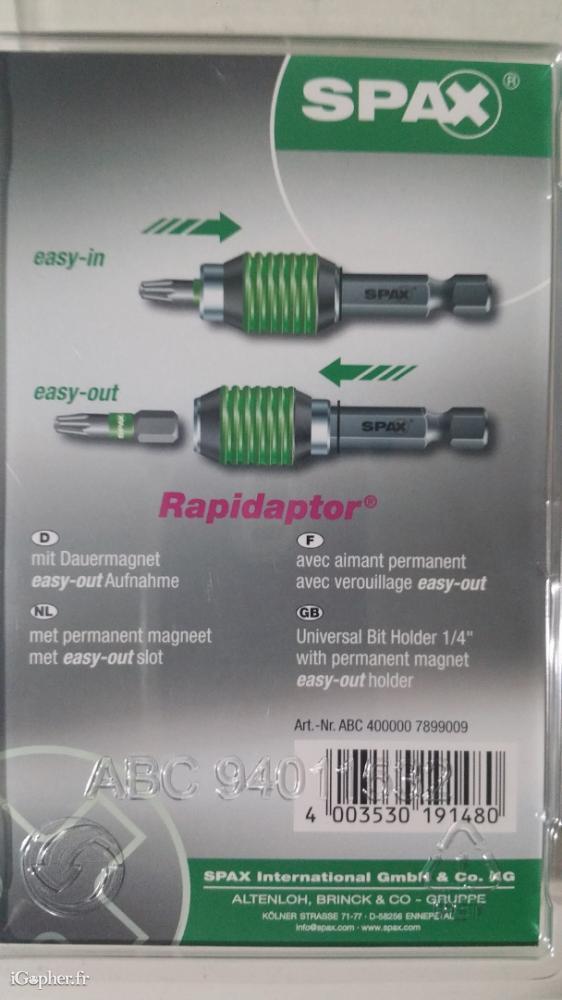 SPAX®
easy-in
SPAX
easy-out
SPAX
SPAX
Rapidaptor®
D
mit Dauermagnet
easy-out Aufnahme
F
avec aimant permanent
avec verouillage easy-out
NL
met permanent magneet
met easy-out slot
GB
Universal Bit Holder 1/4"
with permanent magnet
easy-out holder
Art.-Nr. ABC 400000 7899009
ABC
4 003530 191480
SPAX International GmbH & Co. KG
ALTENLOH, BRINCK & CO - GRUPPE
KÖLNER STRASSE 71-77 · D-58256 ENNEPETAL
info@spax.com · www.spax.com
iGopher.fr